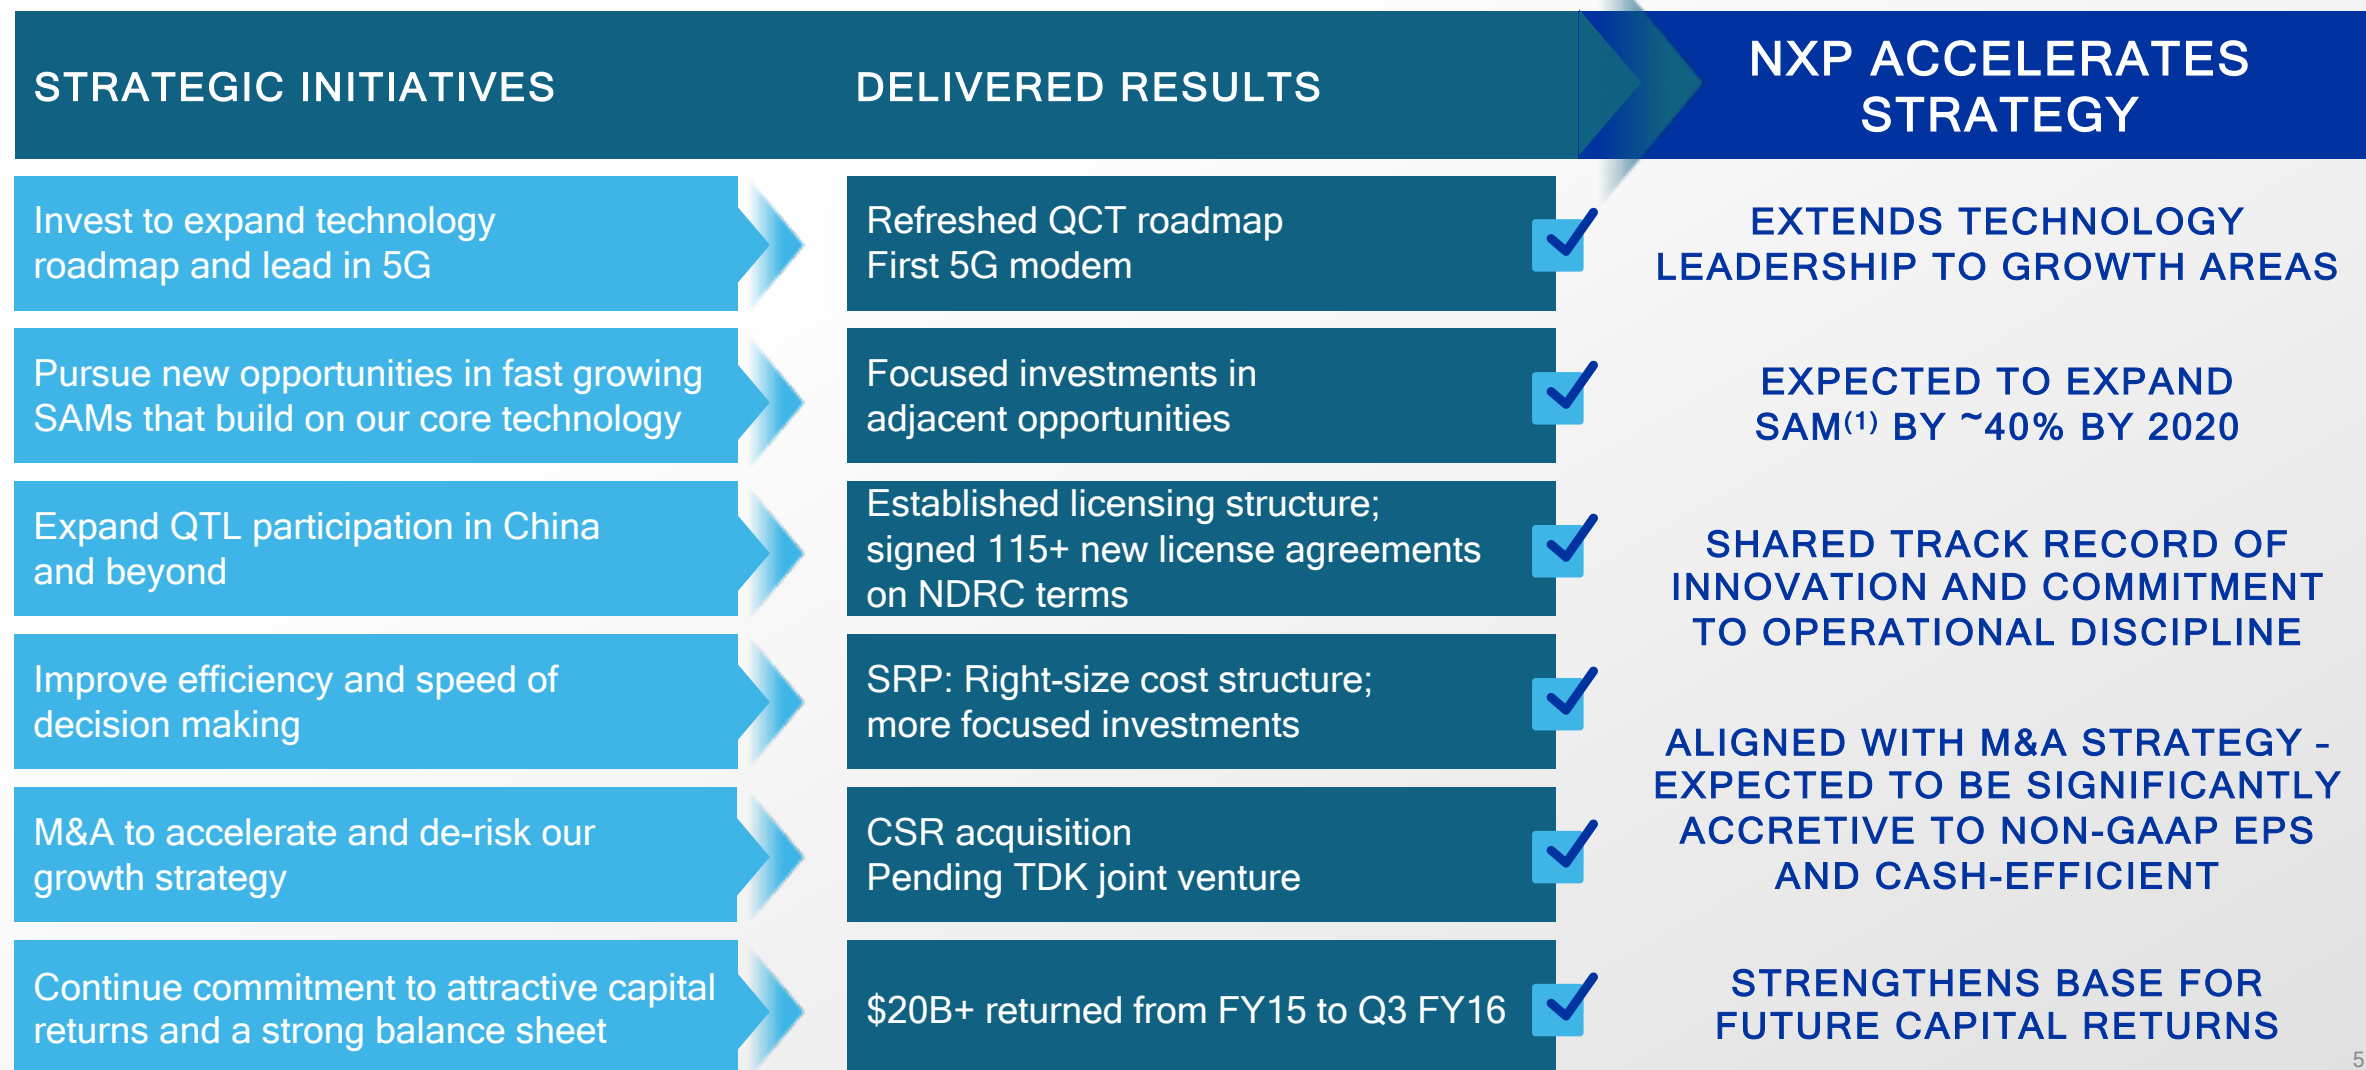 STRATEGIC INITIATIVES
DELIVERED RESULTS
NXP ACCELERATES
STRATEGY
Invest to expand technology
roadmap and lead in 5G
Refreshed QCT roadmap
First 5G modem
EXTENDS TECHNOLOGY
LEADERSHIP TO GROWTH AREAS
Pursue new opportunities in fast growing
SAMs that build on our core technology
Focused investments in
adjacent opportunities
EXPECTED TO EXPAND
SAM(1) BY ~40% BY 2020
Expand QTL participation in China
and beyond
Established licensing structure;
signed 115+ new license agreements
on NDRC terms
SHARED TRACK RECORD OF
INNOVATION AND COMMITMENT
TO OPERATIONAL DISCIPLINE
Improve efficiency and speed of
decision making
SRP: Right-size cost structure;
more focused investments
ALIGNED WITH M&A STRATEGY -
EXPECTED TO BE SIGNIFICANTLY
ACCRETIVE TO NON-GAAP EPS
AND CASH-EFFICIENT
M&A to accelerate and de-risk our
growth strategy
CSR acquisition
Pending TDK joint venture
Continue commitment to attractive capital
returns and a strong balance sheet
$20B+ returned from FY15 to Q3 FY16
STRENGTHENS BASE FOR
FUTURE CAPITAL RETURNS
5